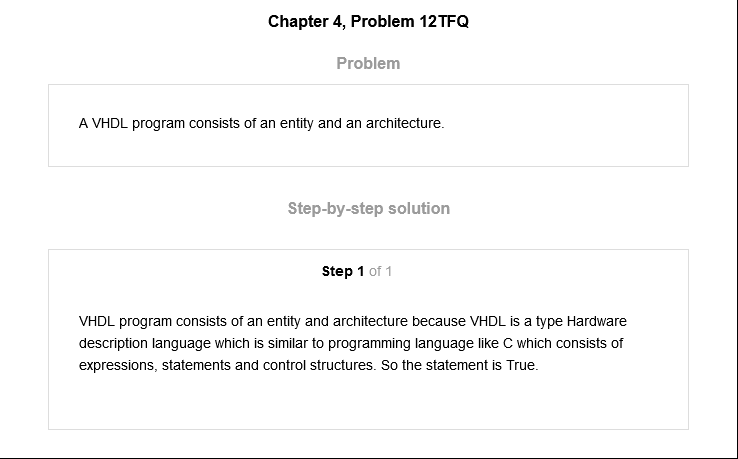 Chapter 4, Problem 12TFQ
Problem
A VHDL program consists of an entity and an architecture.
Step-by-step solution
Step 1 of 1
VHDL program consists of an entity and architecture because VHDL is a type Hardware
description language which is similar to programming language like C which consists of
expressions, statements and control structures. So the statement is True.